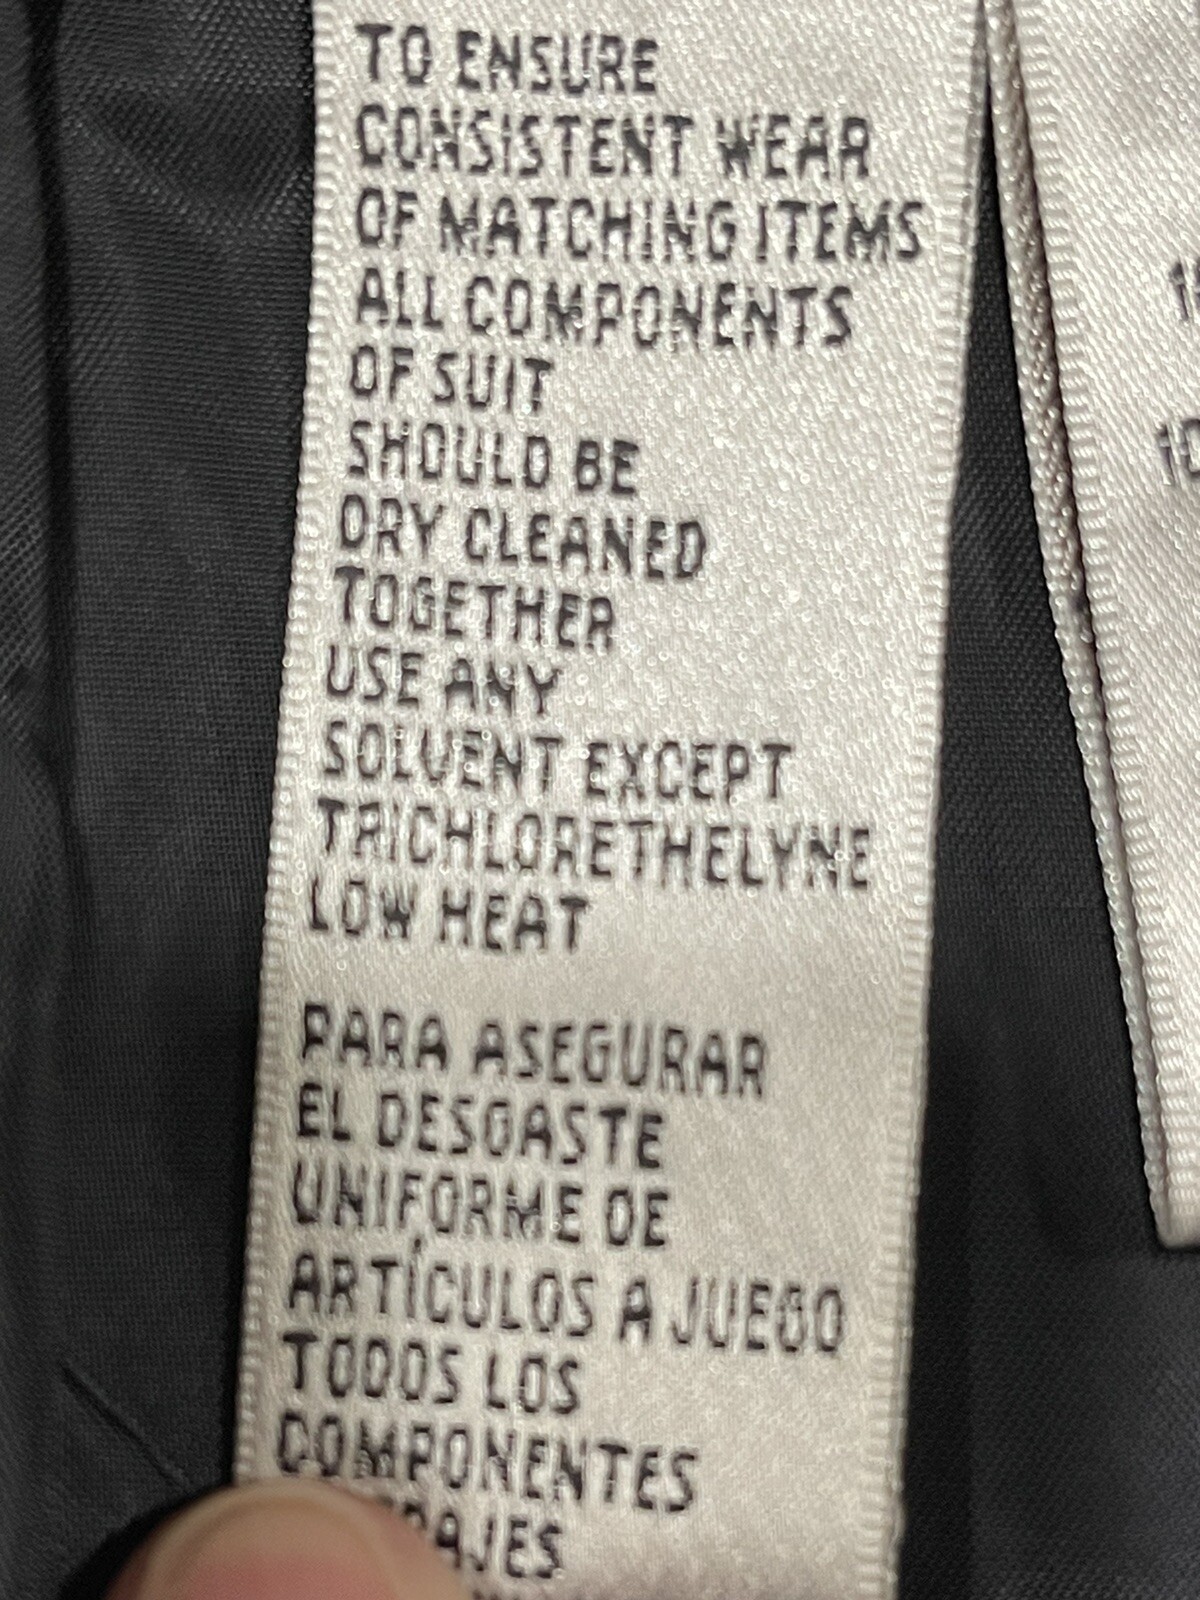 TO ENSURE
CONSISTENT WEAR
OF MATCHING ITEMS
ALL COMPONENTS
OF SUIT
SHOULD BE
DRY CLEANED
TOGETHER
USE ANY
SOLVENT EXCEPT
TRICHLORETHELYNE
LOW HEAT
PARA ASEGURAR
EL DESGASTE
UNIFORME DE
ARTÍCULOS A JUEGO
TODOS LOS
COMPONENTES